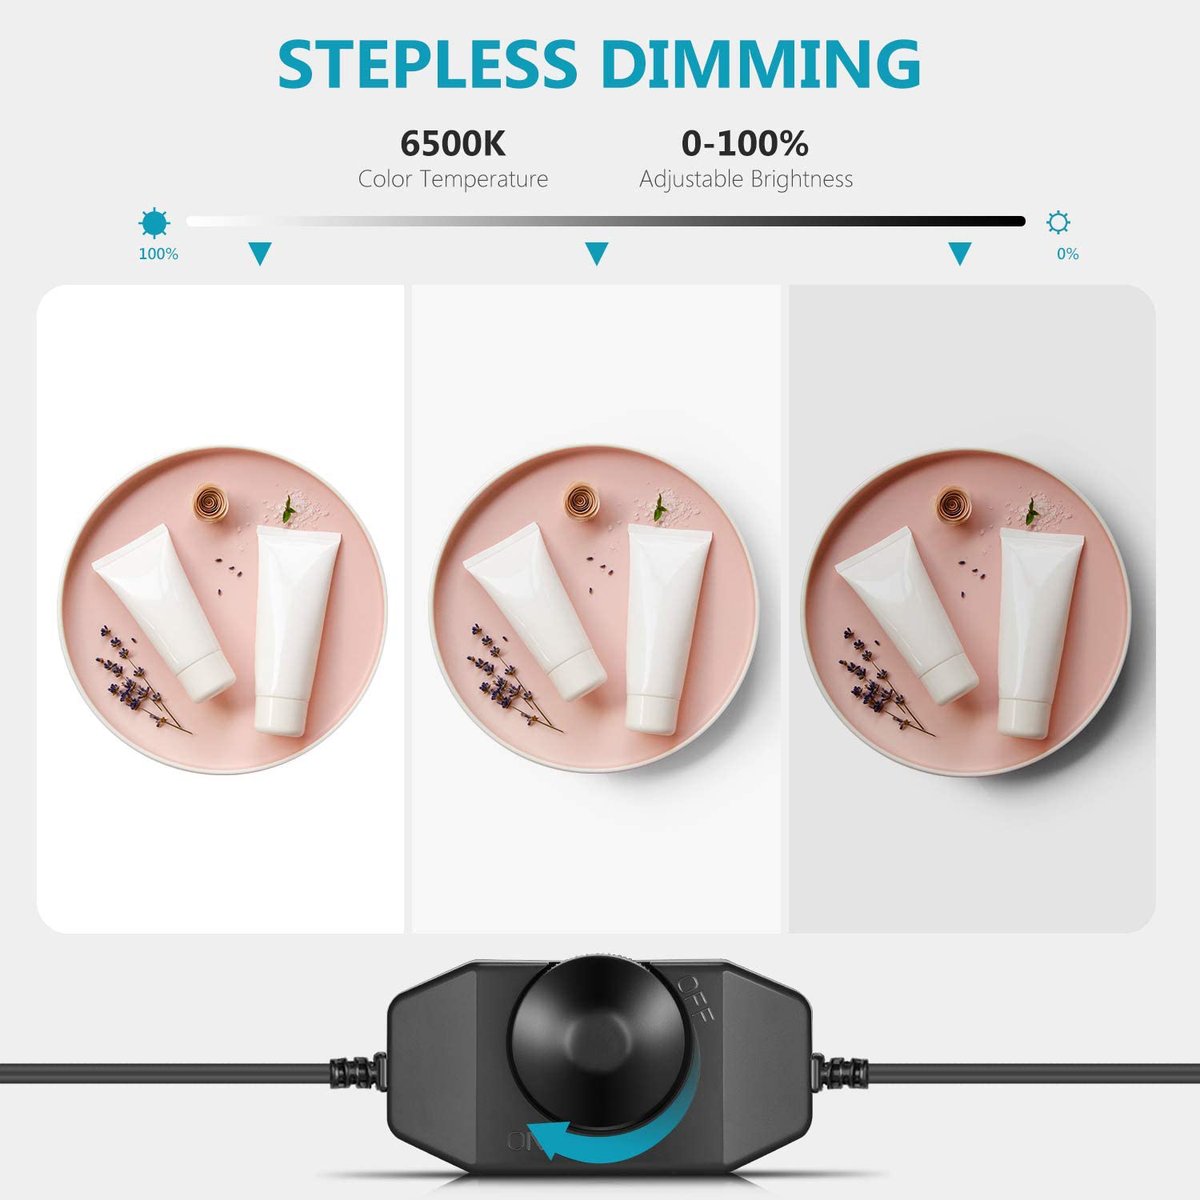 STEPLESS DIMMING
6500K
Color Temperature
0-100%
Adjustable Brightness
100%
0%
OFF
ON